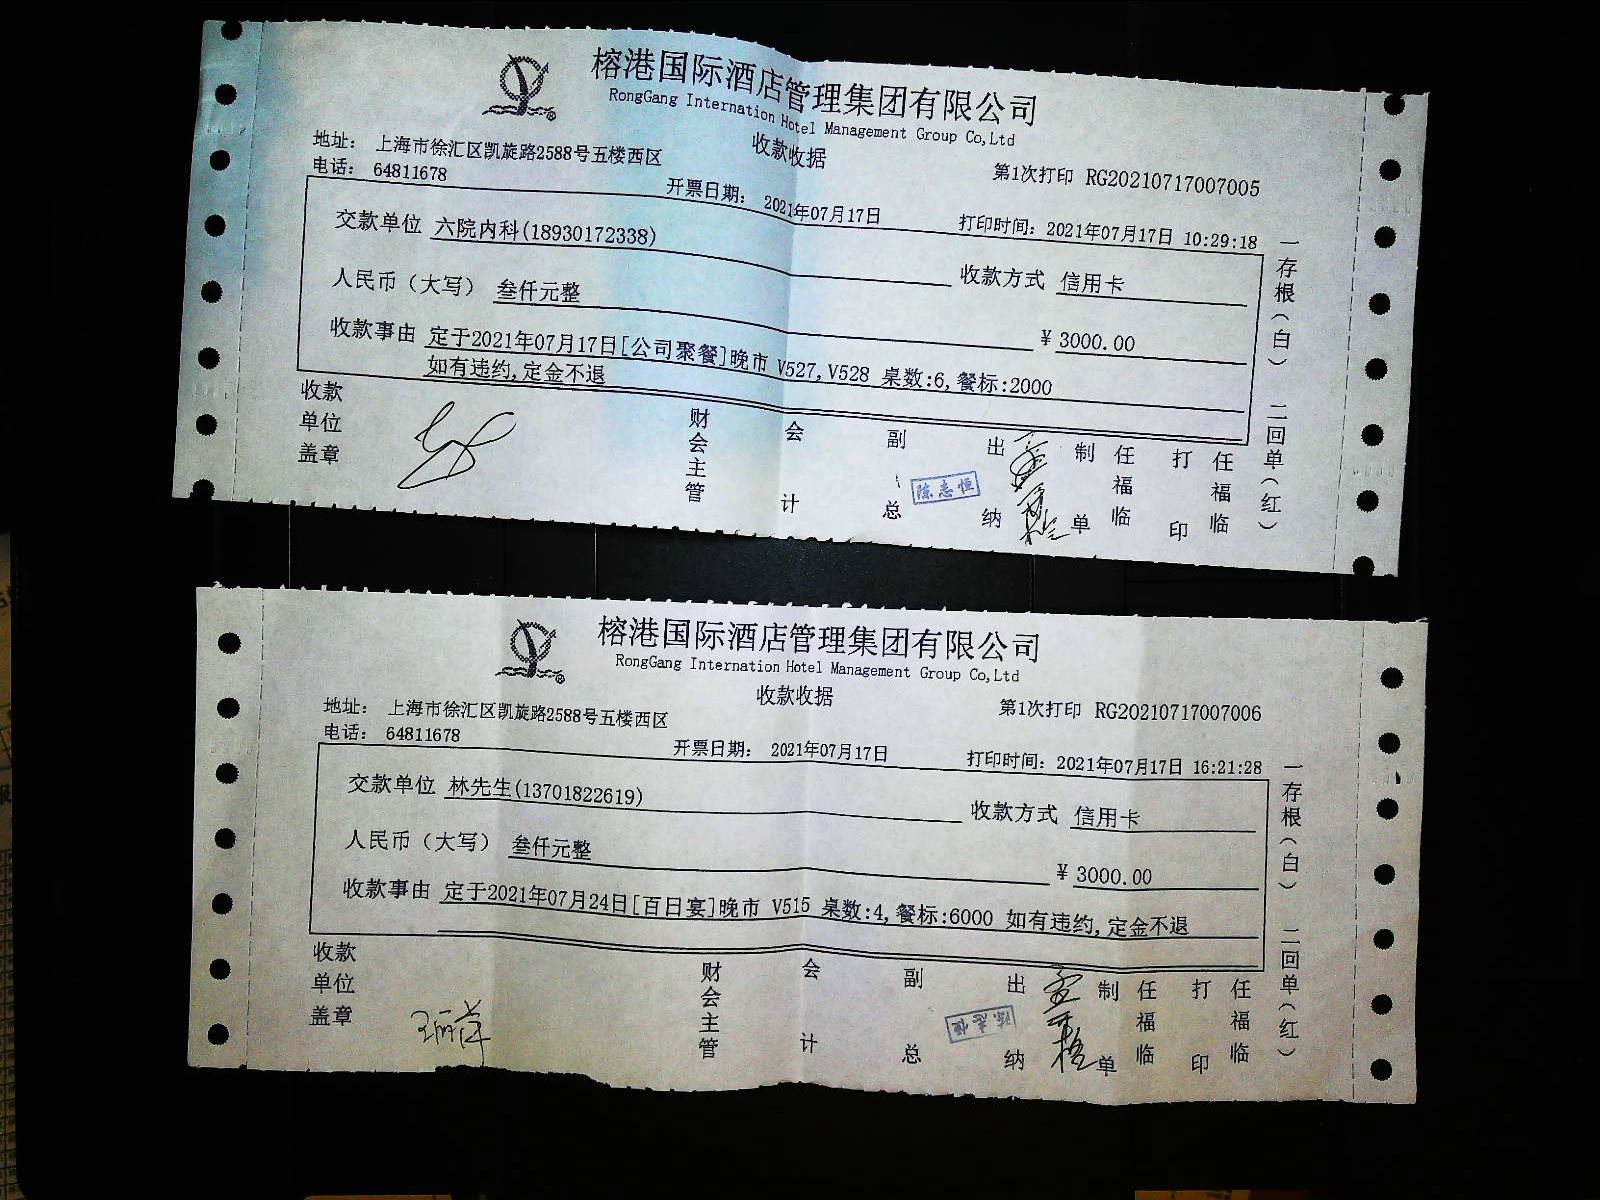 榕港国际酒店管理集团有限公司
RongGang Internation Hotel Management Group Co,Ltd
收款收据
地址: 上海市徐汇区凯旋路2588号五楼西区
第1次打印 RG20210717007005
电话: 64811678
开票日期: 2021年07月17日
打印时间: 2021年07月17日 10:29:18
交款单位 六院内科(18930172338)
收款方式 信用卡
人民币（大写） 叁仟元整
¥ 3000.00
收款事由 定于2021年07月17日[公司聚餐]晚市 V527,V528 桌数:6,餐标:2000
如有违约,定金不退
收款单位盖章
财会主管
会计
副总
陈志恒
出纳
制单
任福临
打印
任福临
一存根(白) 二回单(红)
榕港国际酒店管理集团有限公司
RongGang Internation Hotel Management Group Co,Ltd
收款收据
地址: 上海市徐汇区凯旋路2588号五楼西区
第1次打印 RG20210717007006
电话: 64811678
开票日期: 2021年07月17日
打印时间: 2021年07月17日 16:21:28
交款单位 林先生(13701822619)
收款方式 信用卡
人民币（大写） 叁仟元整
¥ 3000.00
收款事由 定于2021年07月24日[百日宴]晚市 V515 桌数:4,餐标:6000 如有违约,定金不退
收款单位盖章
财会主管
会计
副总
陈志恒
出纳
制单
任福临
打印
任福临
一存根(白) 二回单(红)